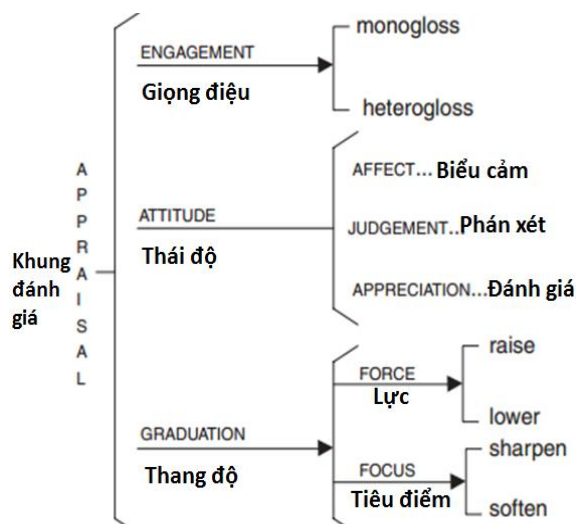 Khung
đánh
giá
APPRAISAL
ENGAGEMENT
Giọng điệu
monogloss
heterogloss
ATTITUDE
Thái độ
AFFECT... Biểu cảm
JUDGEMENT..Phán xét
APPRECIATION...Đánh giá
GRADUATION
Thang độ
FORCE
Lực
raise
lower
FOCUS
Tiêu điểm
sharpen
soften